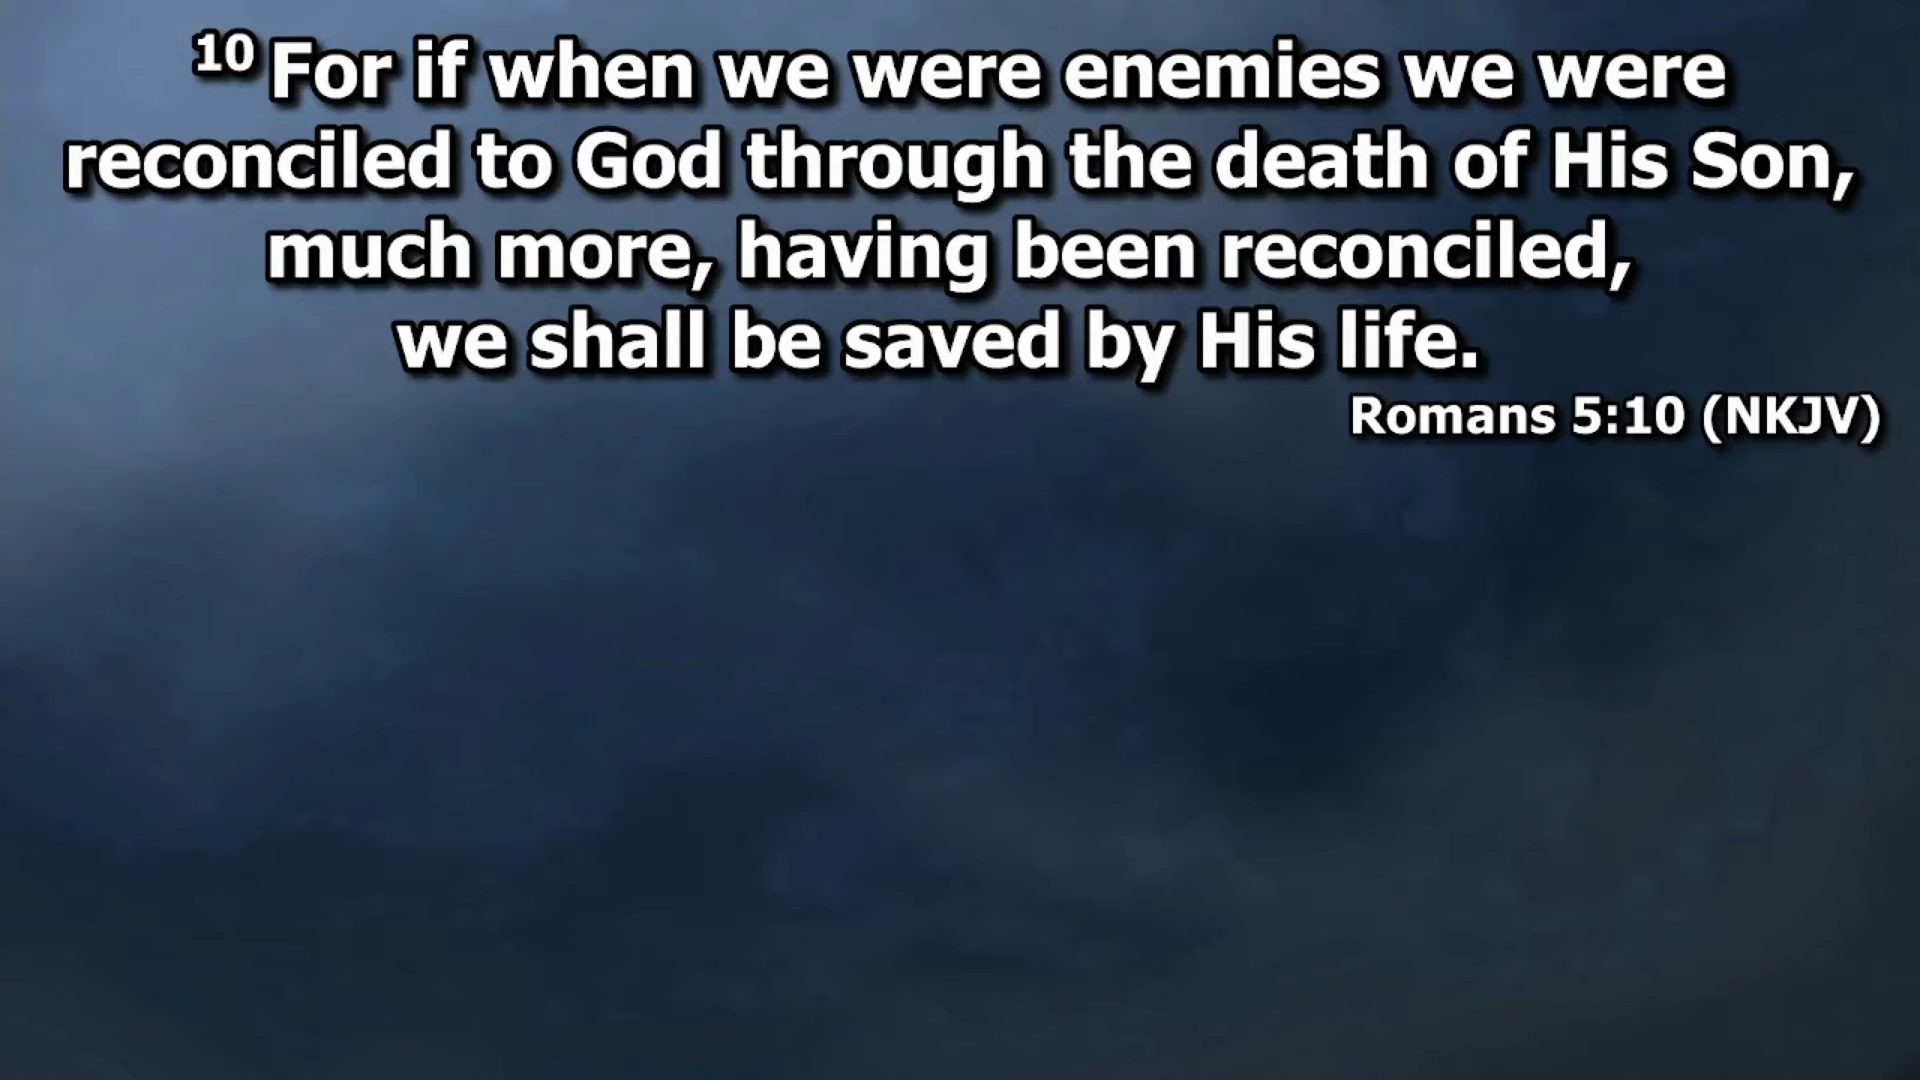 10 For if when we were enemies we were
reconciled to God through the death of His Son,
much more, having been reconciled,
we shall be saved by His life.
Romans 5:10 (NKJV)